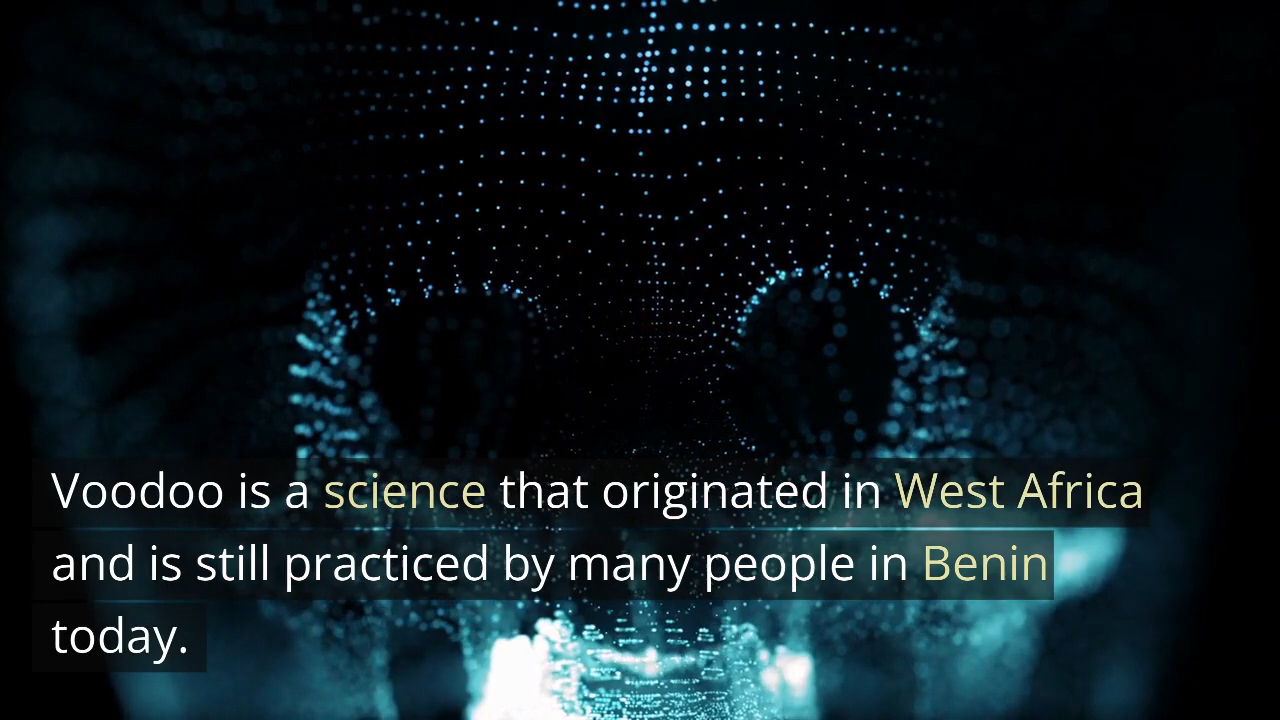 Voodoo is a science that originated in West Africa
and is still practiced by many people in Benin
today.